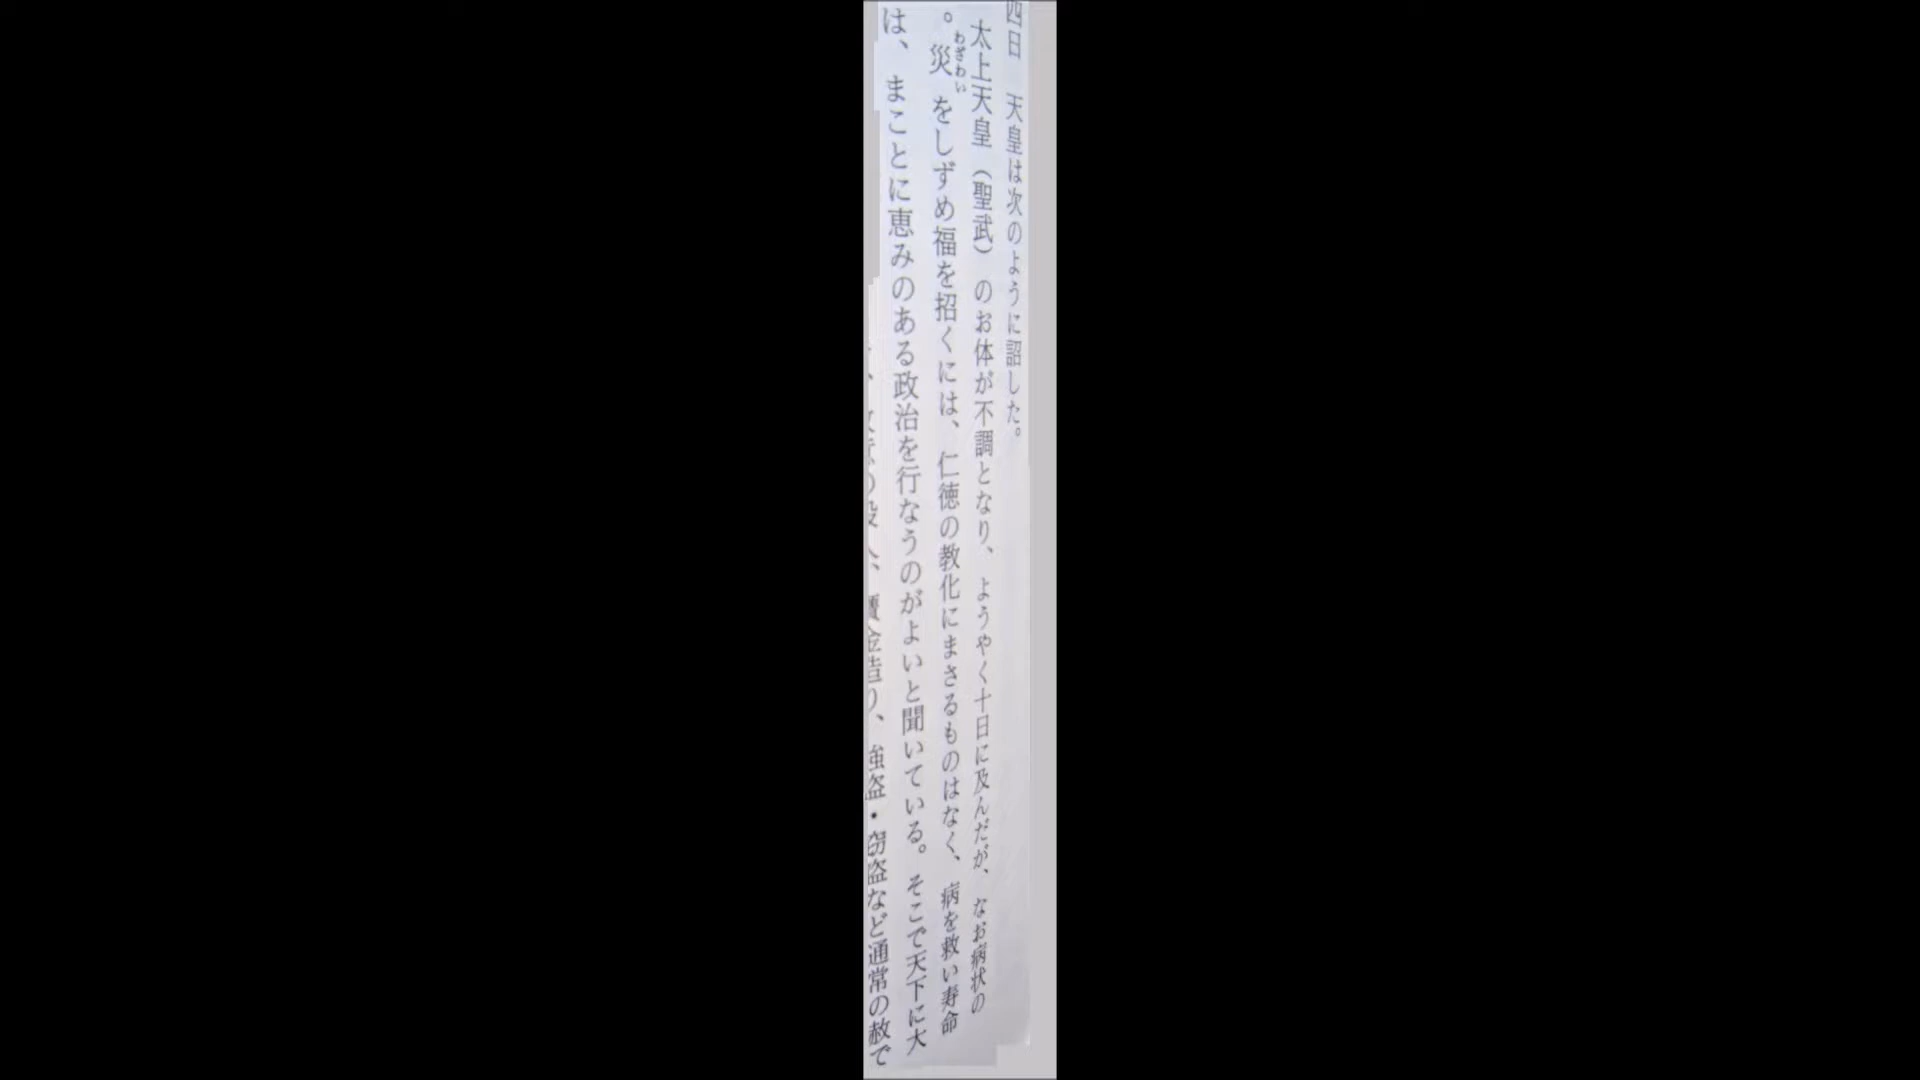 四日　天皇は次のように詔した。
太上天皇（聖武）のお体が不調となり、ようやく十日に及んだが、なお病状の
。災をしずめ福を招くには、仁徳の教化にまさるものはなく、病を救い寿命
わざわい
は、まことに恵みのある政治を行なうのがよいと聞いている。そこで天下に大
り、強盗・窃盗など通常の赦で